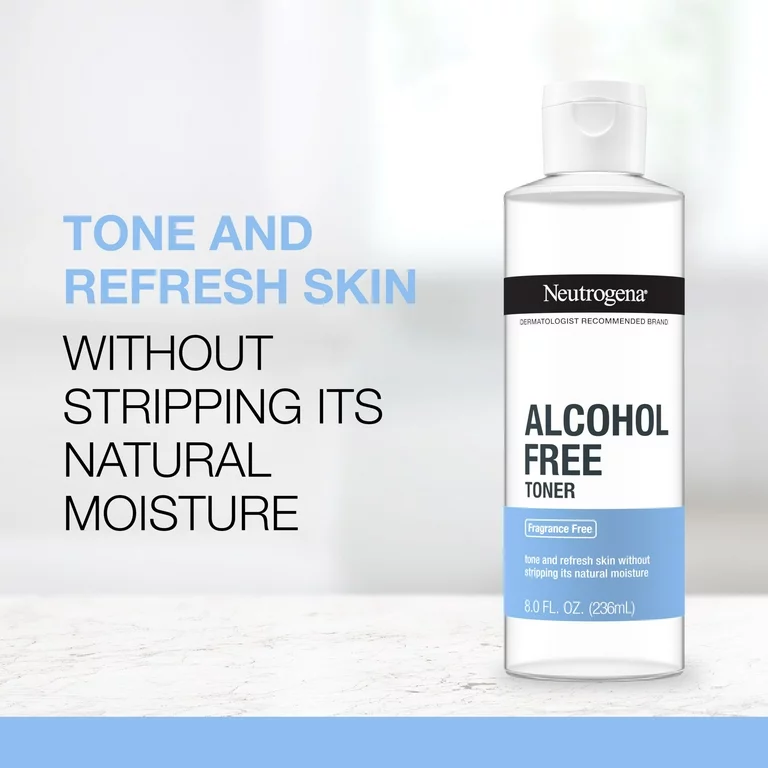 TONE AND
REFRESH SKIN
WITHOUT
STRIPPING ITS
NATURAL
MOISTURE
Neutrogena®
DERMATOLOGIST RECOMMENDED BRAND
ALCOHOL
FREE
TONER
Fragrance Free
tone and refresh skin without
stripping its natural moisture
8.0 FL. OZ. (236mL)